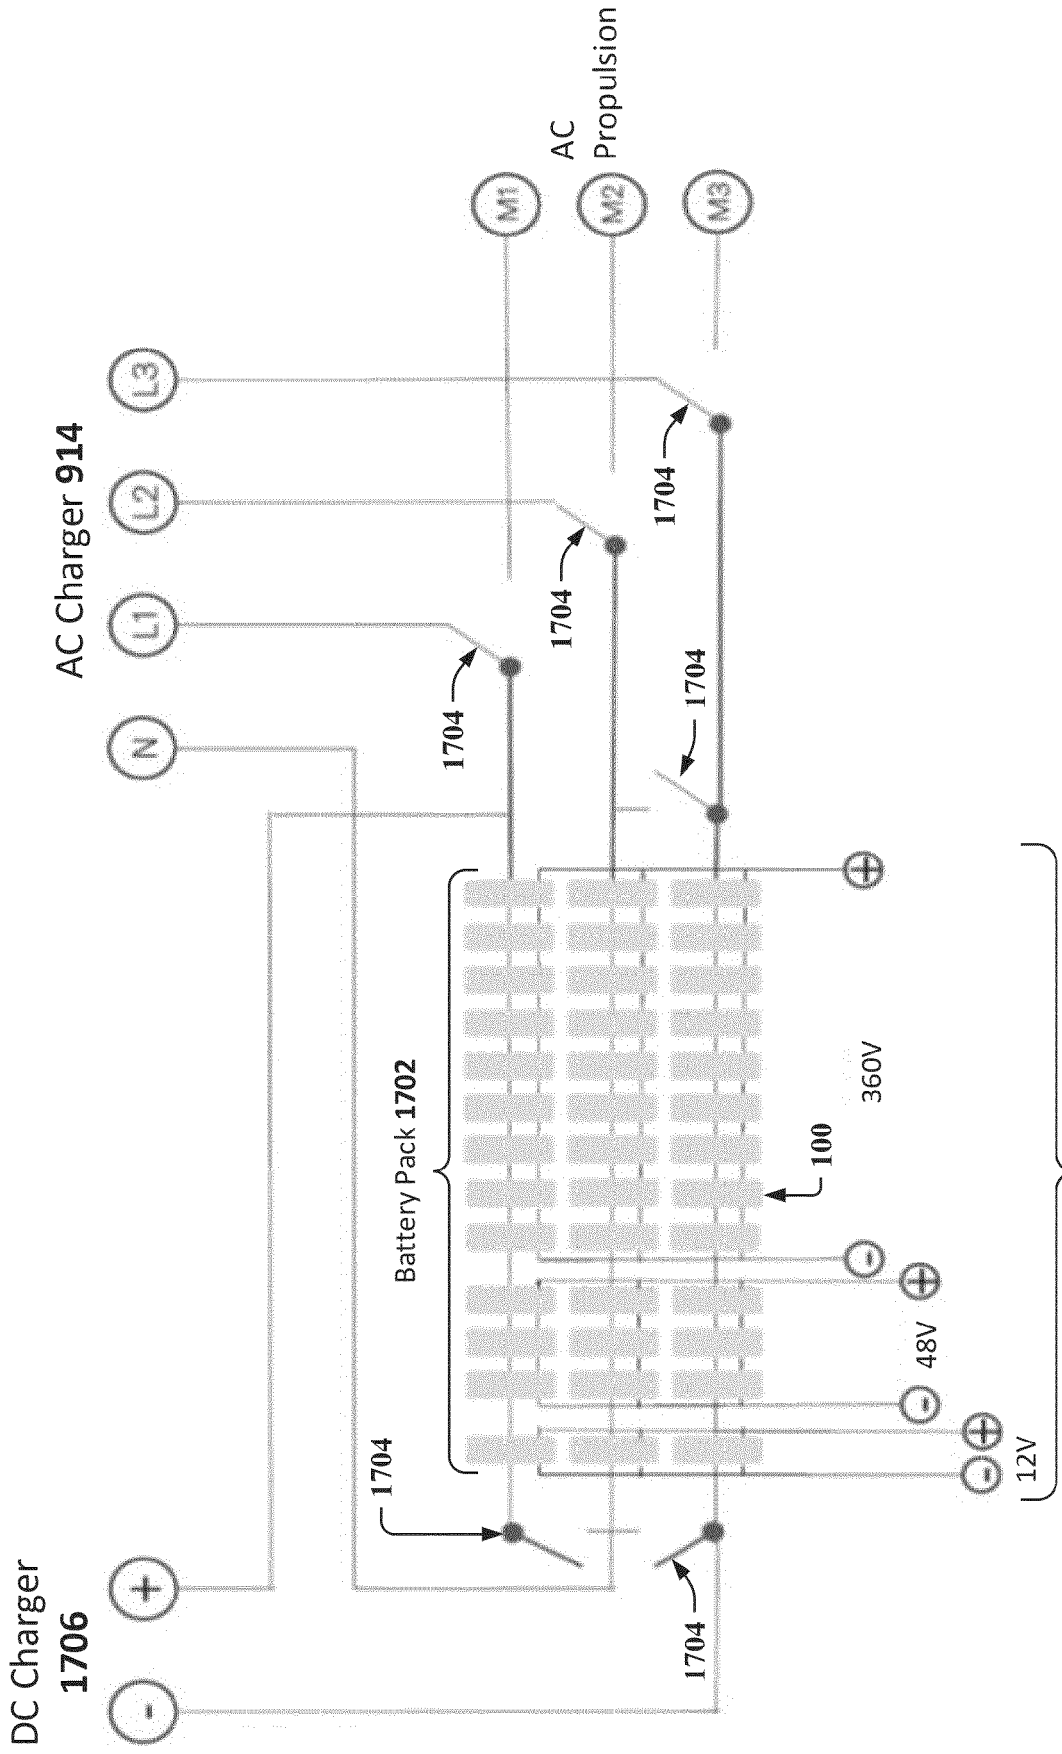 DC Charger
1706
-
+
AC Charger 914
N
L1
L2
L3
M1
M2
M3
AC
Propulsion
1704
1704
1704
1704
1704
1704
Battery Pack 1702
100
360V
48V
12V
-
+
-
+
-
+